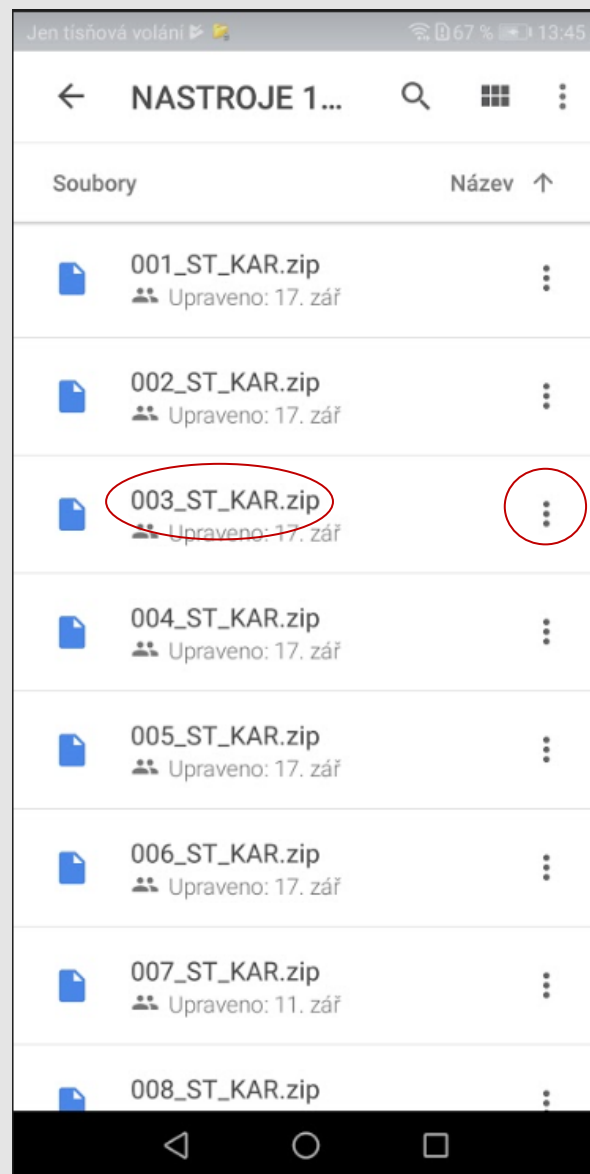 Jen tísňová volání 67 % 13:45
NASTROJE 1...
Soubory Název
001_ST_KAR.zip
Upraveno: 17. zář
002_ST_KAR.zip
Upraveno: 17. zář
003_ST_KAR.zip
Upraveno: 17. zář
004_ST_KAR.zip
Upraveno: 17. zář
005_ST_KAR.zip
Upraveno: 17. zář
006_ST_KAR.zip
Upraveno: 17. zář
007_ST_KAR.zip
Upraveno: 11. zář
008_ST_KAR.zip